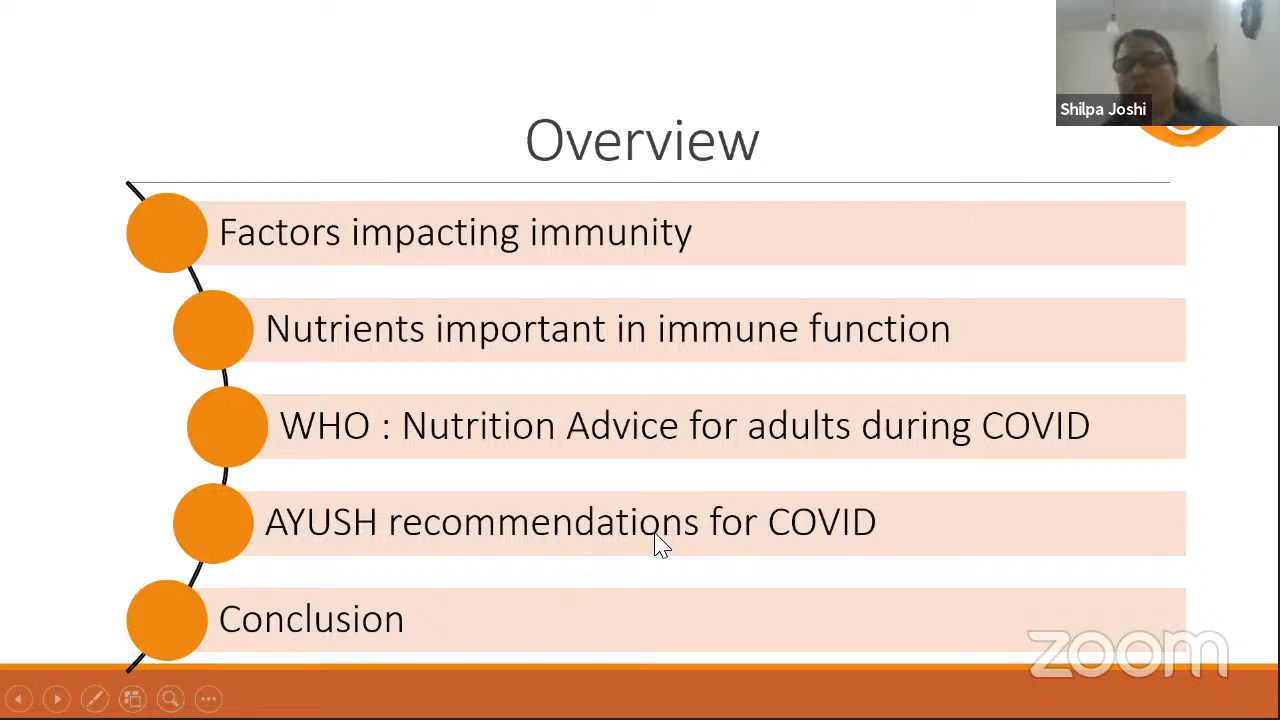 Shilpa Joshi
Overview
Factors impacting immunity
Nutrients important in immune function
WHO : Nutrition Advice for adults during COVID
AYUSH recommendations for COVID
Conclusion
zoom